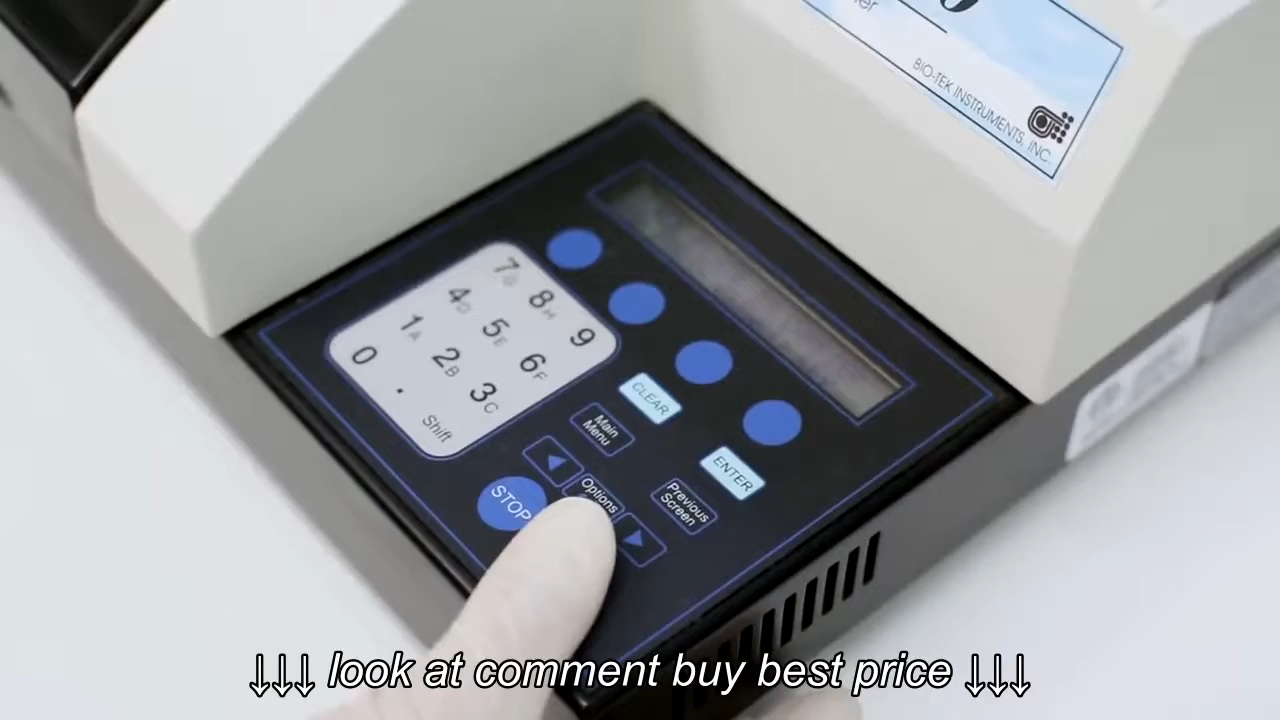 BIO-TEK INSTRUMENTS, INC.
7 G 8 H 9
4 D 5 E 6 F
1 A 2 B 3 C
0 . Shift
CLEAR
ENTER
Main
Menu
Options
Previous
Screen
STOP
↓↓↓ look at comment buy best price ↓↓↓